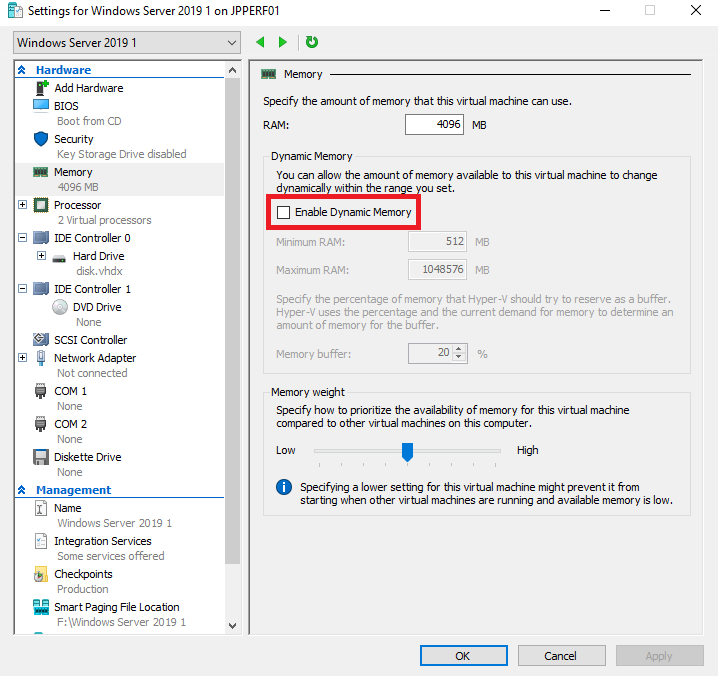 Settings for Windows Server 2019 1 on JPPERF01
Windows Server 2019 1
Hardware
Add Hardware
BIOS
Boot from CD
Security
Key Storage Drive disabled
Memory
4096 MB
Processor
2 Virtual processors
IDE Controller 0
Hard Drive
disk.vhdx
IDE Controller 1
DVD Drive
None
SCSI Controller
Network Adapter
Not connected
COM 1
None
COM 2
None
Diskette Drive
None
Management
Name
Windows Server 2019 1
Integration Services
Some services offered
Checkpoints
Production
Smart Paging File Location
F:\Windows Server 2019 1
Memory
Specify the amount of memory that this virtual machine can use.
RAM: 4096 MB
Dynamic Memory
You can allow the amount of memory available to this virtual machine to change
dynamically within the range you set.
Enable Dynamic Memory
Minimum RAM: 512 MB
Maximum RAM: 1048576 MB
Specify the percentage of memory that Hyper-V should try to reserve as a buffer.
Hyper-V uses the percentage and the current demand for memory to determine an
amount of memory for the buffer.
Memory buffer: 20 %
Memory weight
Specify how to prioritize the availability of memory for this virtual machine
compared to other virtual machines on this computer.
Low High
Specifying a lower setting for this virtual machine might prevent it from
starting when other virtual machines are running and available memory is low.
OK Cancel Apply